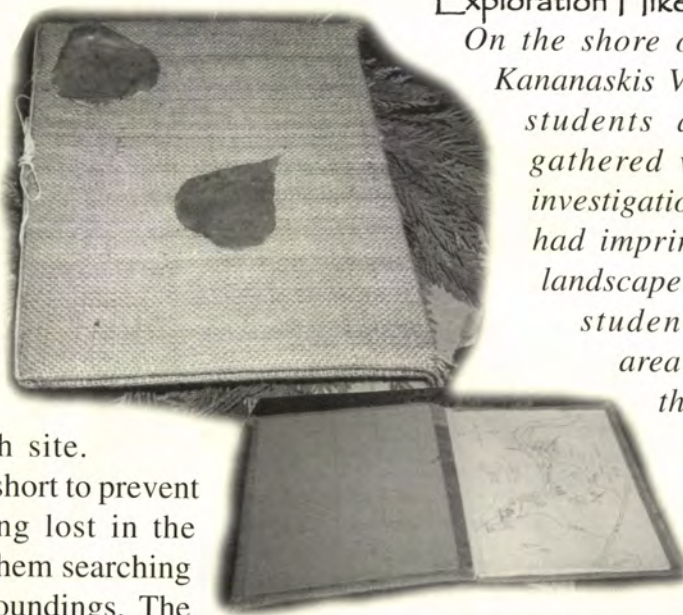 Exploration Hike
On the shore o
Kananaskis V
students a
gathered w
investigatio
had imprin
landscape
studen
area
th
h site.
short to prevent
ng lost in the
hem searching
oundings. The